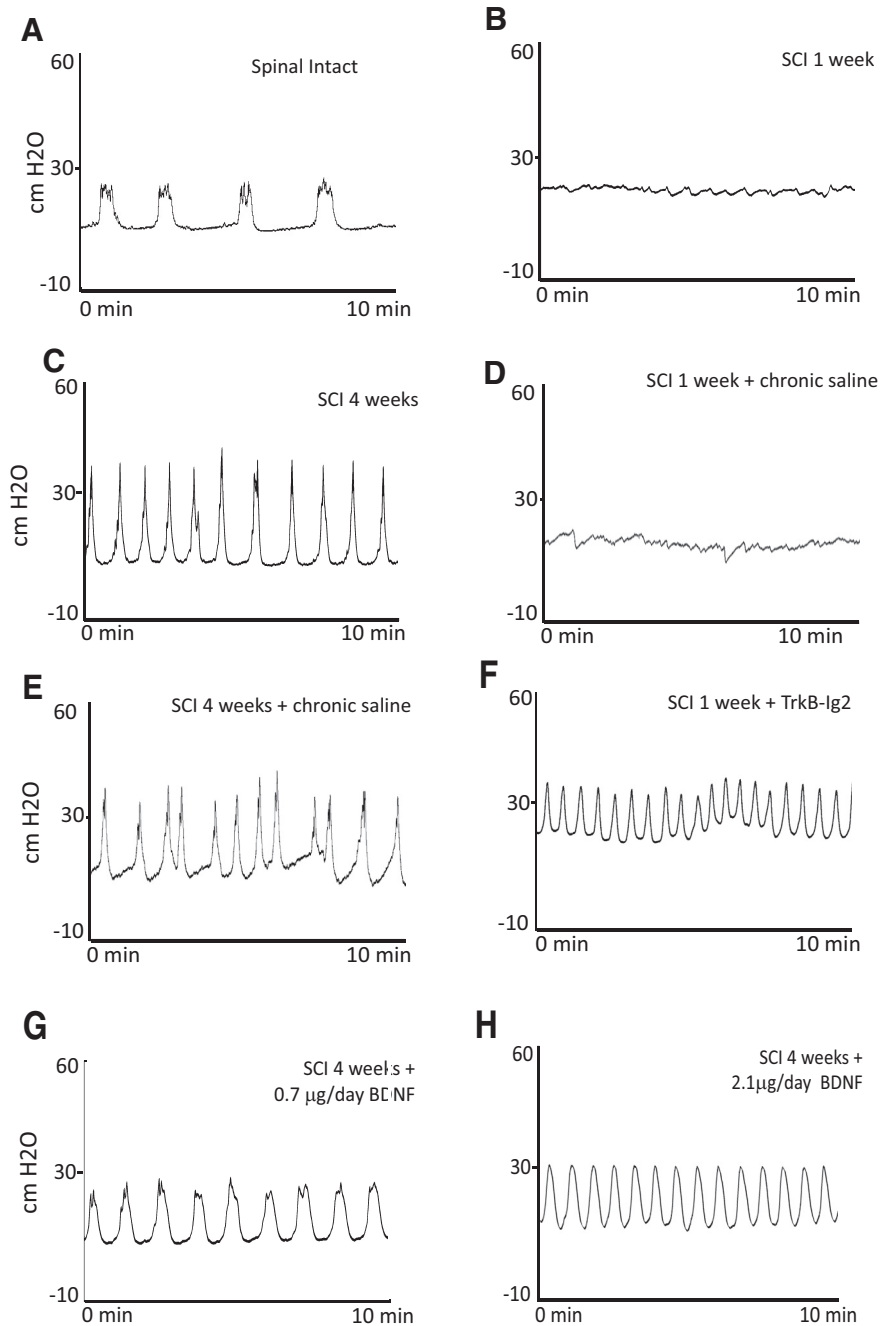 A
60
Spinal Intact
30
cm H2O
-10
0 min
10 min
B
60
SCI 1 week
30
-10
0 min
10 min
C
60
SCI 4 weeks
30
cm H2O
-10
0 min
10 min
D
60
SCI 1 week + chronic saline
30
-10
0 min
10 min
E
60
SCI 4 weeks + chronic saline
30
cm H2O
-10
0 min
10 min
F
60
SCI 1 week + TrkB-Ig2
30
-10
0 min
10 min
G
60
SCI 4 weeks +
0.7 µg/day BDNF
30
cm H2O
-10
0 min
10 min
H
60
SCI 4 weeks +
2.1µg/day BDNF
30
-10
0 min
10 min